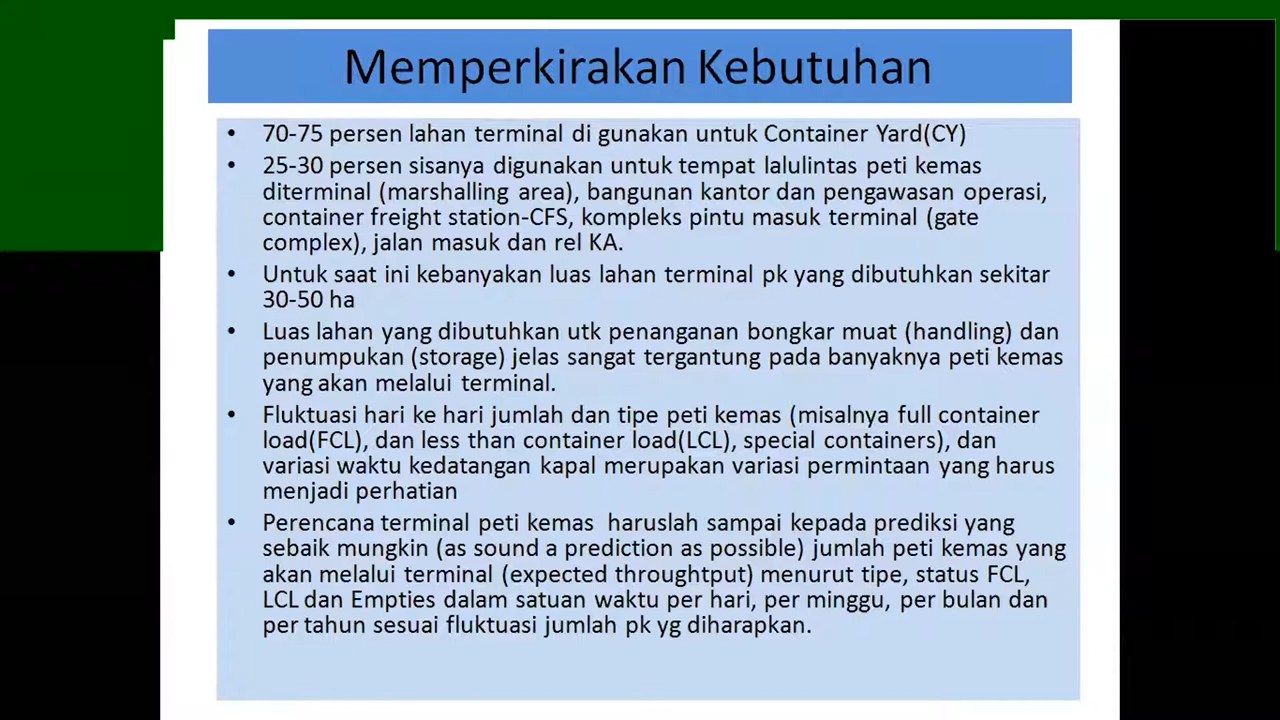 Memperkirakan Kebutuhan
• 70-75 persen lahan terminal di gunakan untuk Container Yard(CY)
• 25-30 persen sisanya digunakan untuk tempat lalulintas peti kemas
diterminal (marshalling area), bangunan kantor dan pengawasan operasi,
container freight station-CFS, kompleks pintu masuk terminal (gate
complex), jalan masuk dan rel KA.
• Untuk saat ini kebanyakan luas lahan terminal pk yang dibutuhkan sekitar
30-50 ha
• Luas lahan yang dibutuhkan utk penanganan bongkar muat (handling) dan
penumpukan (storage) jelas sangat tergantung pada banyaknya peti kemas
yang akan melalui terminal.
• Fluktuasi hari ke hari jumlah dan tipe peti kemas (misalnya full container
load(FCL), dan less than container load(LCL), special containers), dan
variasi waktu kedatangan kapal merupakan variasi permintaan yang harus
menjadi perhatian
• Perencana terminal peti kemas haruslah sampai kepada prediksi yang
sebaik mungkin (as sound a prediction as possible) jumlah peti kemas yang
akan melalui terminal (expected throughtput) menurut tipe, status FCL,
LCL dan Empties dalam satuan waktu per hari, per minggu, per bulan dan
per tahun sesuai fluktuasi jumlah pk yg diharapkan.